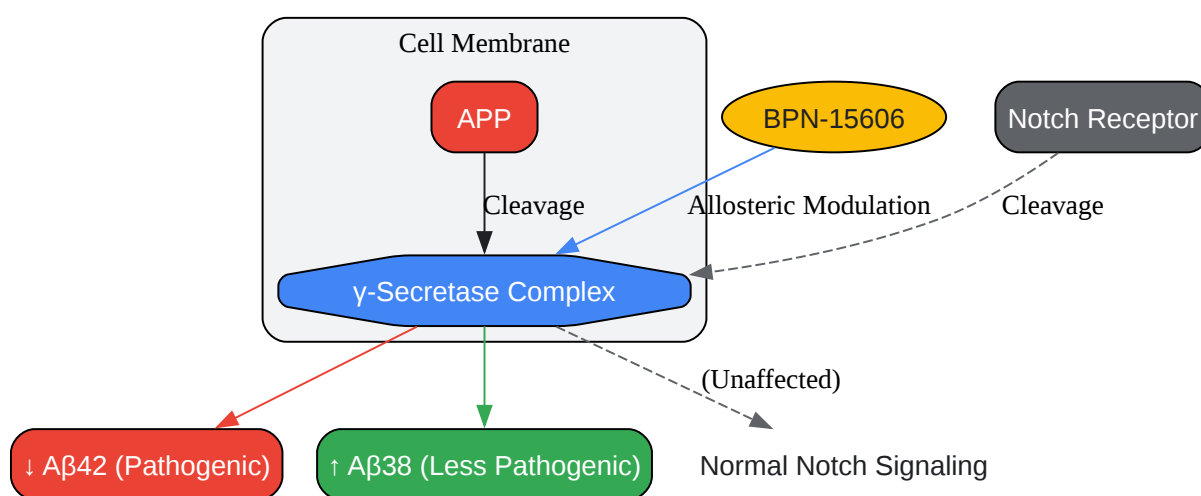 Cell Membrane
APP
BPN-15606
Notch Receptor
Cleavage
Allosteric Modulation
Cleavage
γ-Secretase Complex
(Unaffected)
↓ Aβ42 (Pathogenic)
↑ Aβ38 (Less Pathogenic)
Normal Notch Signaling